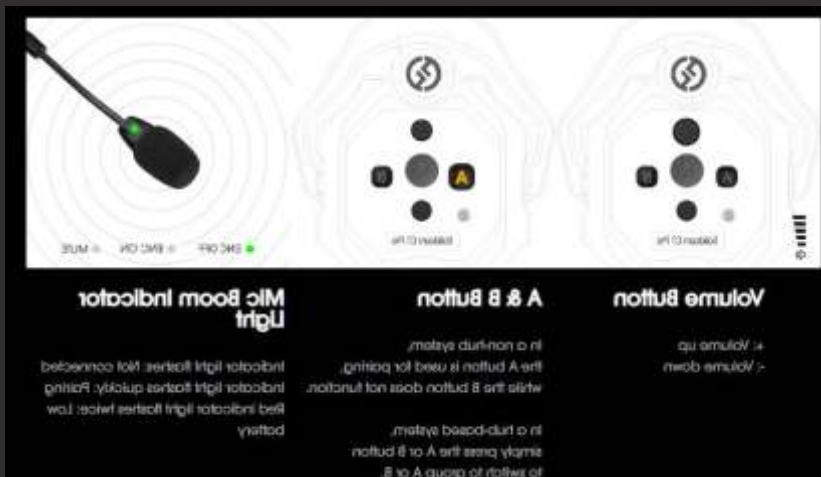 Volume Button
+: Volume up
-: Volume down
A & B Button
A
B
A
B
In a non-hub system,
the A button is used for pairing,
while the B button does not function.
In a hub-based system,
simply press the A or B button
to switch to group A or B.
Mic Boom Indicator
Light
ENC OFF
ENC ON
MUTE
Indicator light flashes: Not connected
Indicator light flashes quickly: Pairing
Red indicator light flashes twice: Low
battery